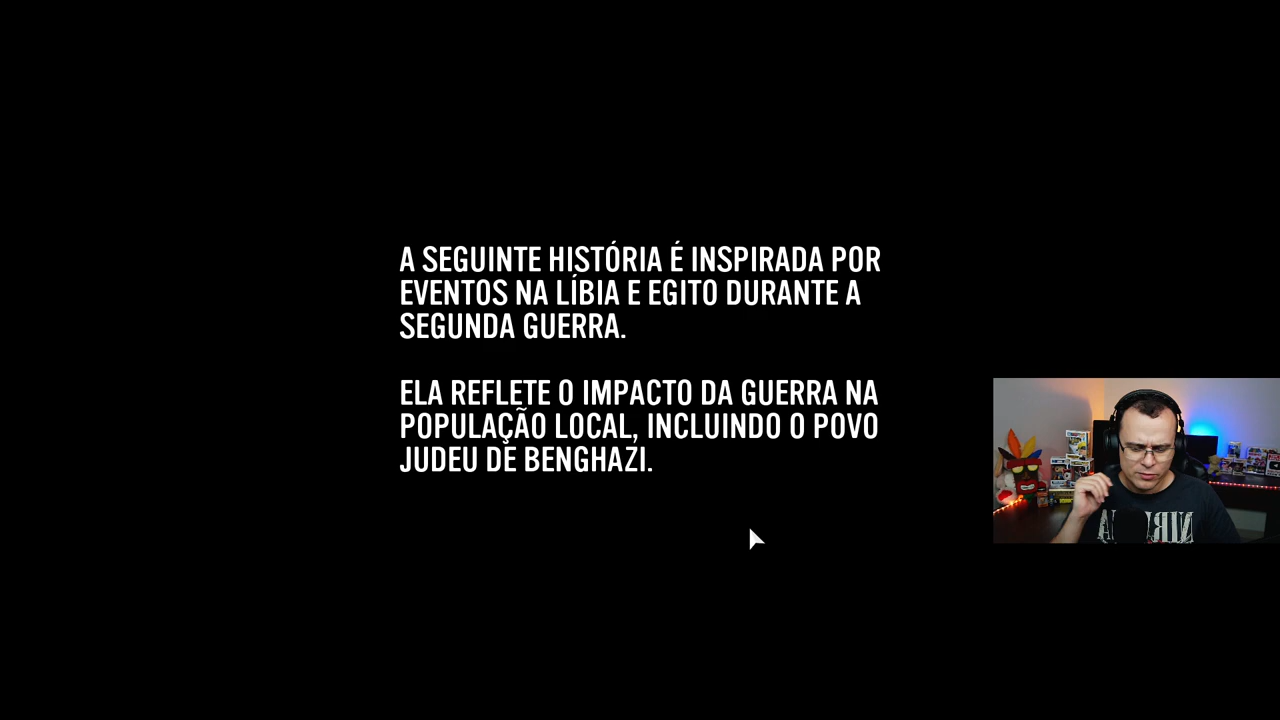 A SEGUINTE HISTÓRIA É INSPIRADA POR
EVENTOS NA LÍBIA E EGITO DURANTE A
SEGUNDA GUERRA.
ELA REFLETE O IMPACTO DA GUERRA NA
POPULAÇÃO LOCAL, INCLUINDO O POVO
JUDEU DE BENGHAZI.